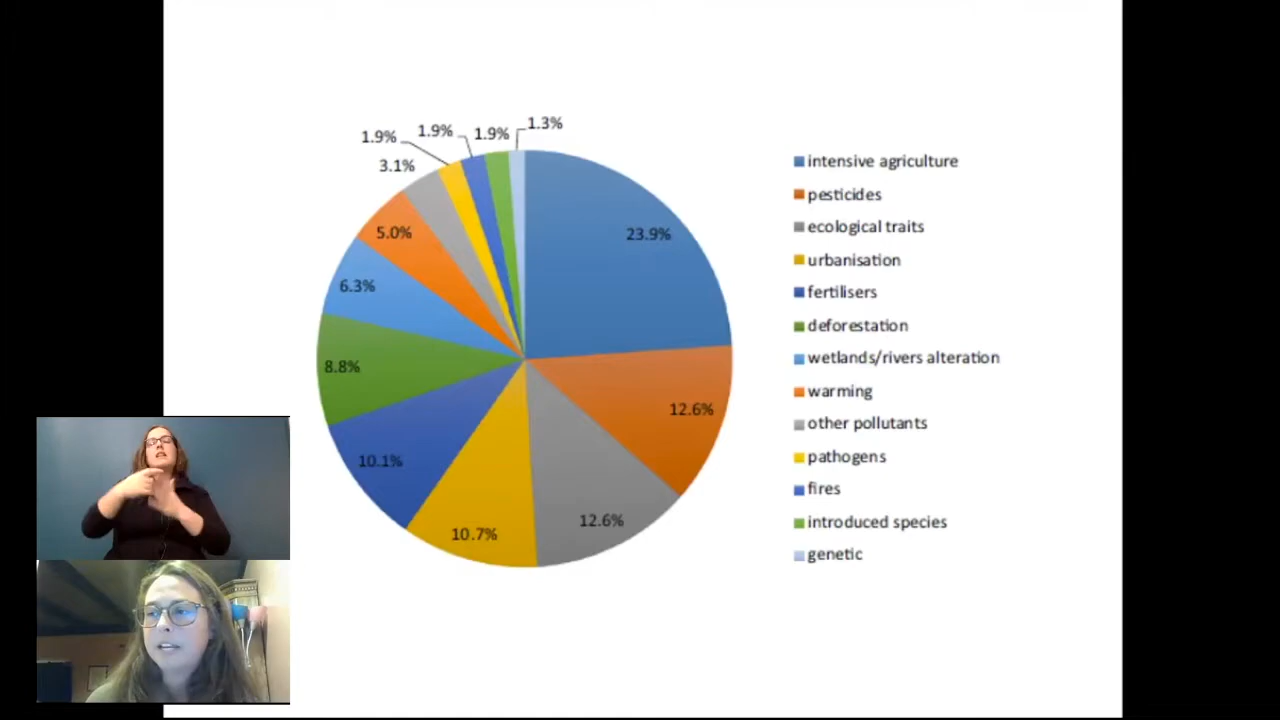 1.9%
1.9%
1.9%
1.3%
3.1%
5.0%
6.3%
8.8%
10.1%
10.7%
12.6%
12.6%
23.9%
intensive agriculture
pesticides
ecological traits
urbanisation
fertilisers
deforestation
wetlands/rivers alteration
warming
other pollutants
pathogens
fires
introduced species
genetic